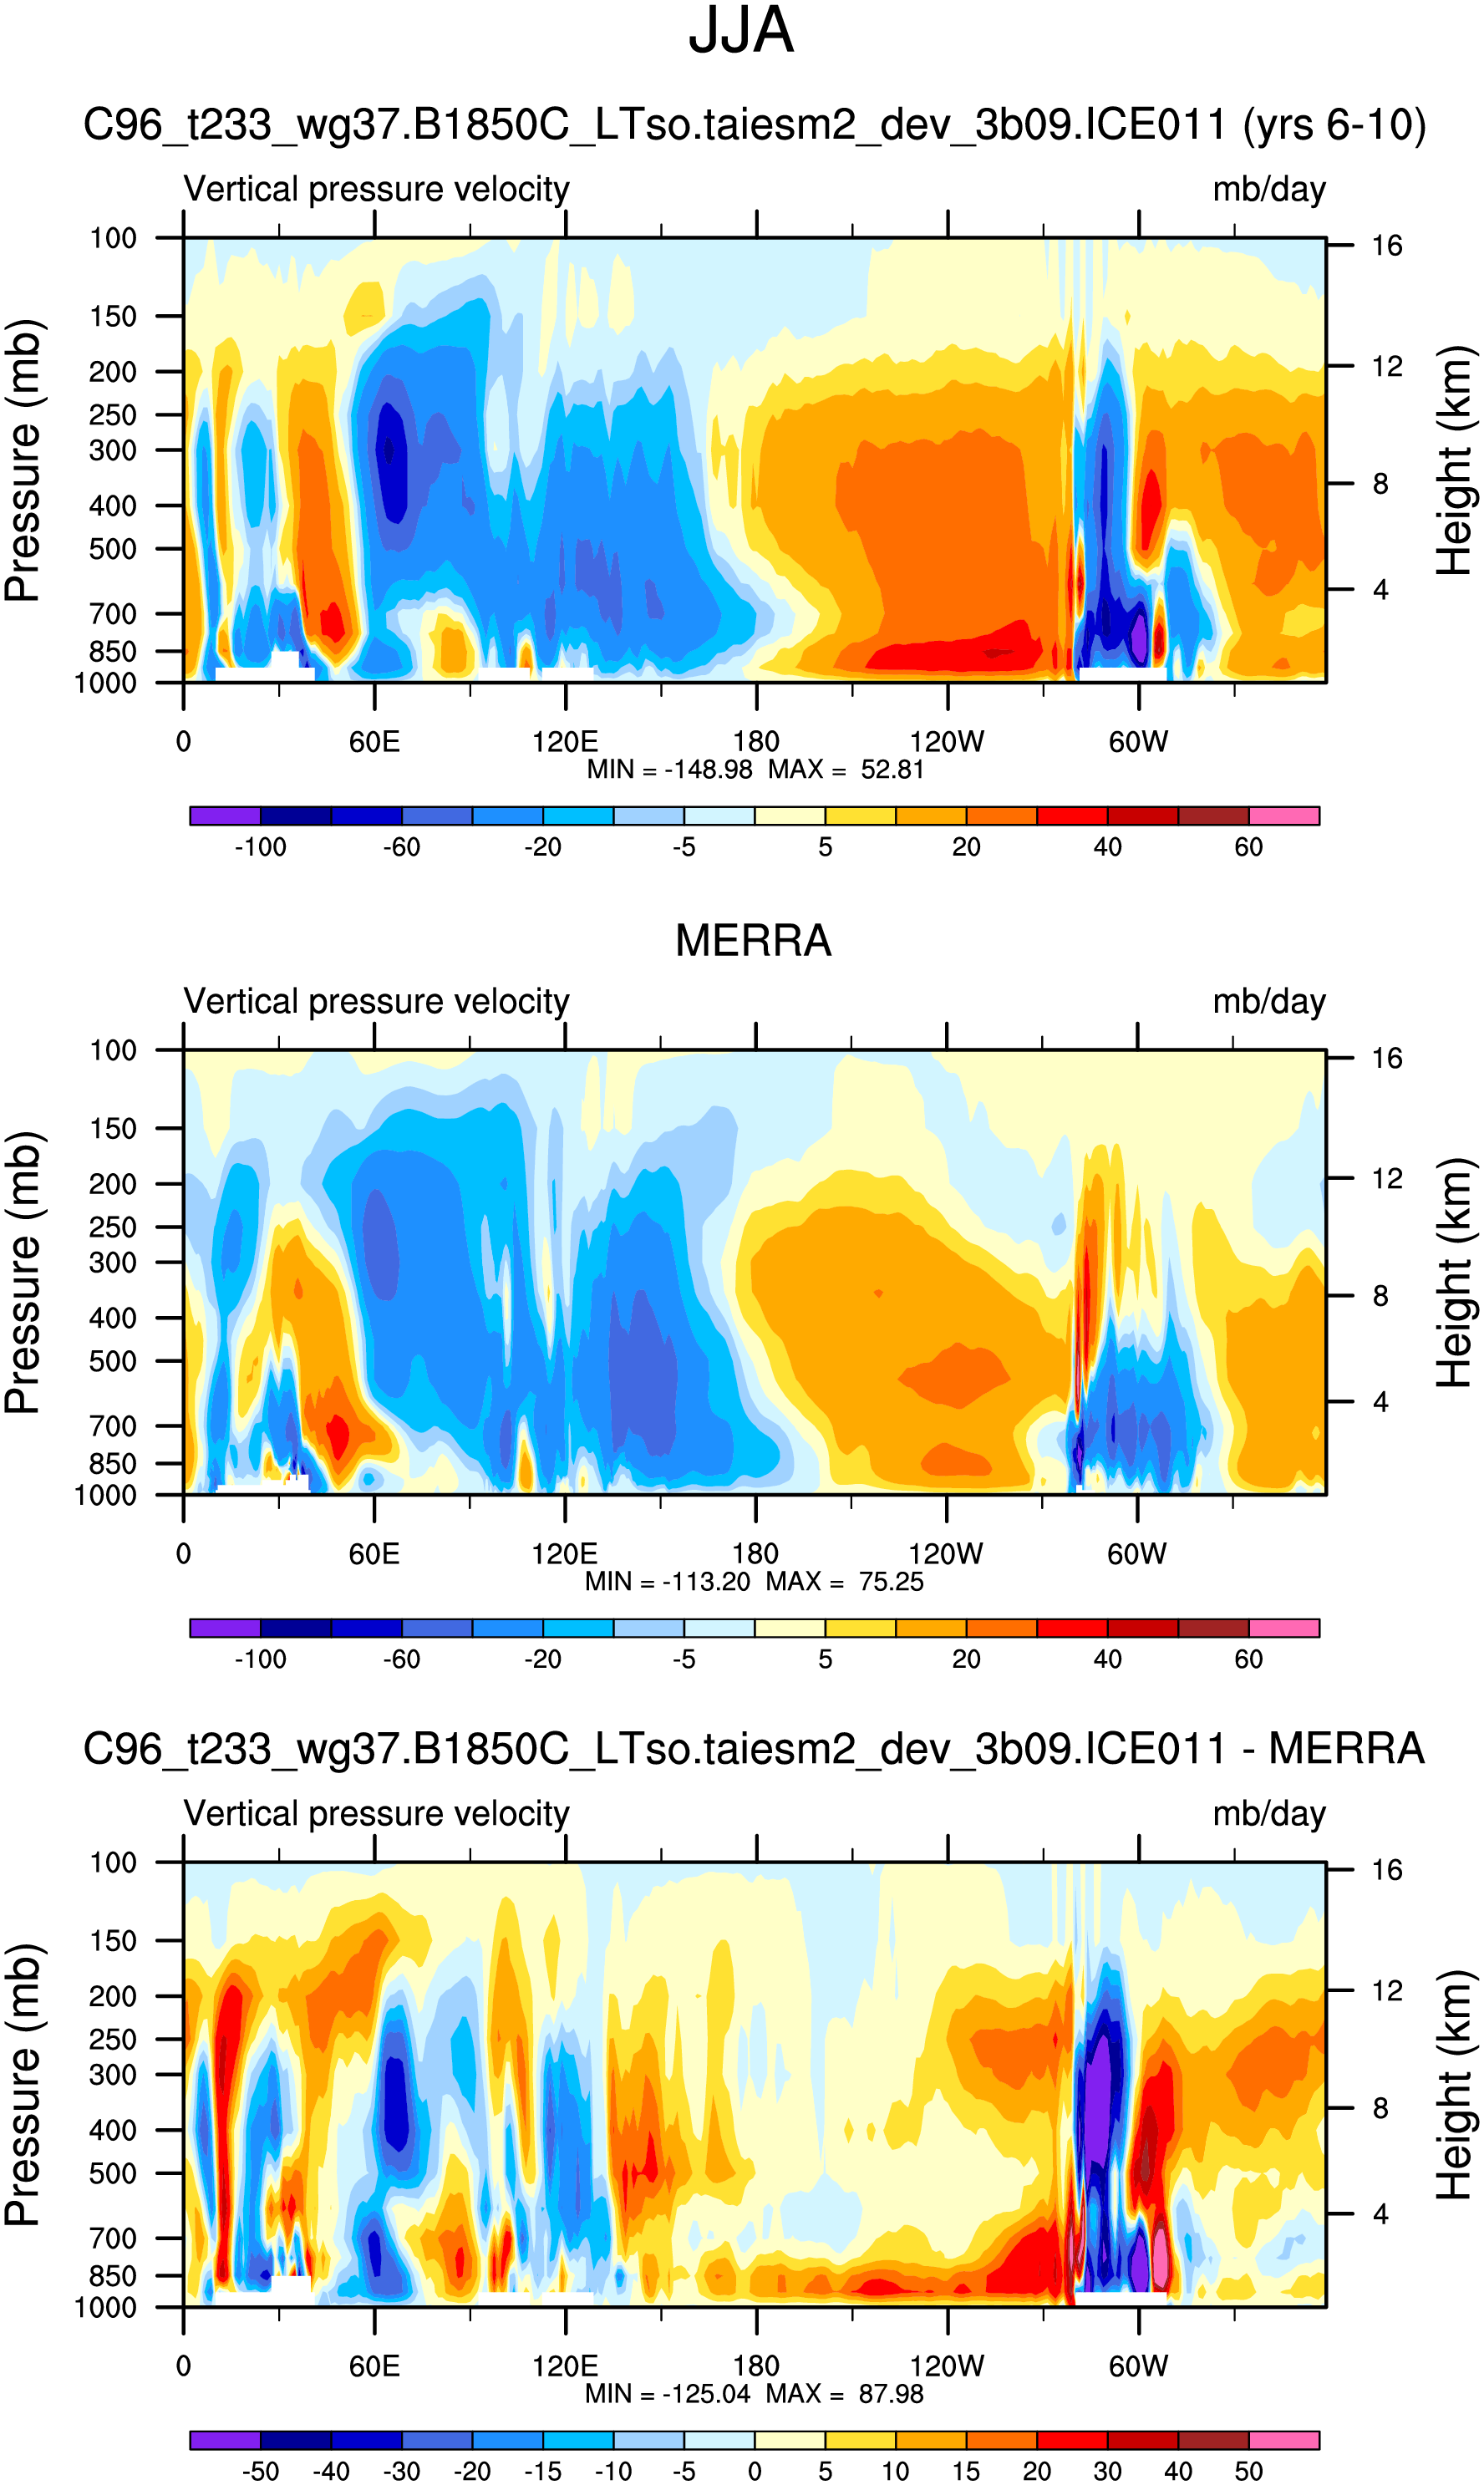 JJA
C96_t233_wg37.B1850C_LTso.taiesm2_dev_3b09.ICE011 (yrs 6-10)
Vertical pressure velocity mb/day
Pressure (mb)
100
150
200
250
300
400
500
700
850
1000
16
12
8
4
Height (km)
0 60E 120E 180 120W 60W
MIN = -148.98 MAX = 52.81
-100 -60 -20 -5 5 20 40 60
MERRA
Vertical pressure velocity mb/day
Pressure (mb)
100
150
200
250
300
400
500
700
850
1000
16
12
8
4
Height (km)
0 60E 120E 180 120W 60W
MIN = -113.20 MAX = 75.25
-100 -60 -20 -5 5 20 40 60
C96_t233_wg37.B1850C_LTso.taiesm2_dev_3b09.ICE011 - MERRA
Vertical pressure velocity mb/day
Pressure (mb)
100
150
200
250
300
400
500
700
850
1000
16
12
8
4
Height (km)
0 60E 120E 180 120W 60W
MIN = -125.04 MAX = 87.98
-50 -40 -30 -20 -15 -10 -5 0 5 10 15 20 30 40 50